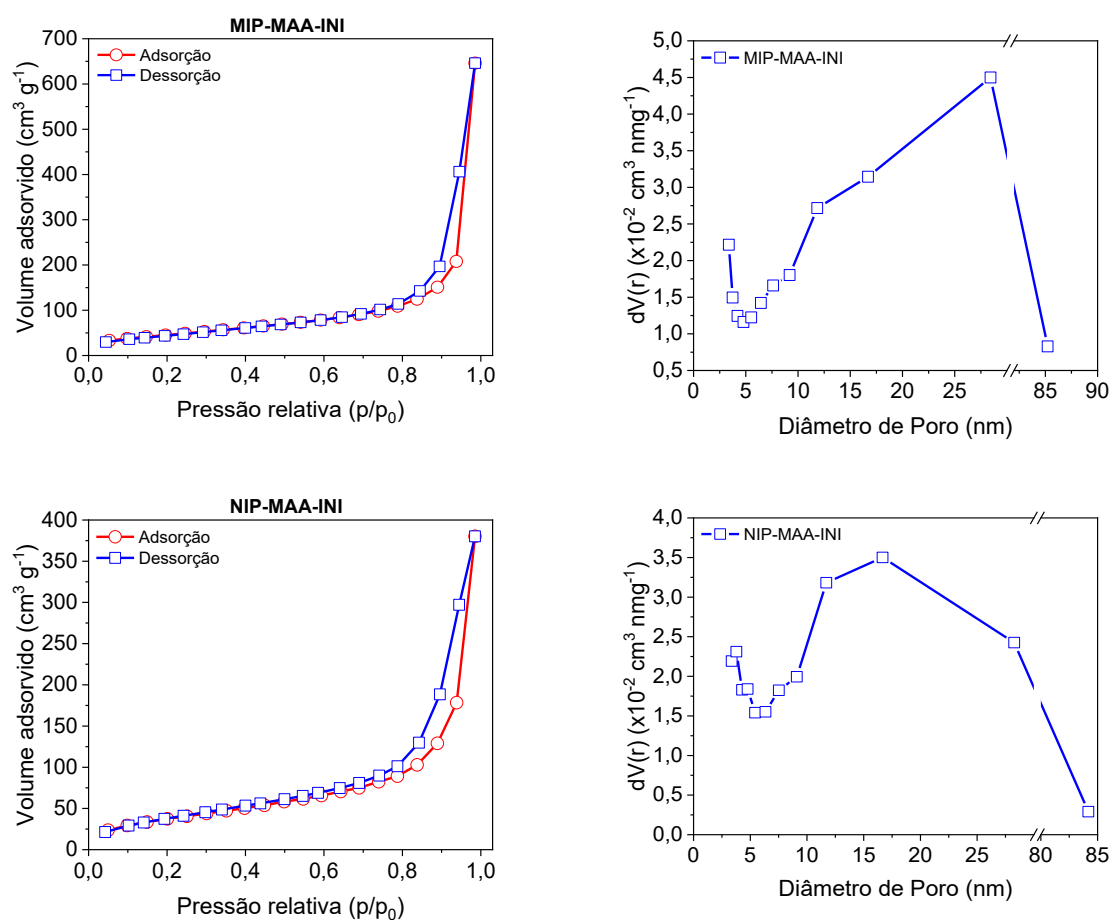 MIP-MAA-INI
700
600
500
400
300
200
100
0
0,0 0,2 0,4 0,6 0,8 1,0
Volume adsorvido (cm³ g⁻¹)
Adsorção
Dessorção
Pressão relativa (p/p₀)
5,0
4,5
4,0
3,5
3,0
2,5
2,0
1,5
1,0
0,5
0 5 10 15 20 25 85 90
dV(r) (x10⁻² cm³ nmg⁻¹)
MIP-MAA-INI
Diâmetro de Poro (nm)
NIP-MAA-INI
400
350
300
250
200
150
100
50
0
0,0 0,2 0,4 0,6 0,8 1,0
Volume adsorvido (cm³ g⁻¹)
Adsorção
Dessorção
Pressão relativa (p/p₀)
4,0
3,5
3,0
2,5
2,0
1,5
1,0
0,5
0,0
0 5 10 15 20 25 80 85
dV(r) (x10⁻² cm³ nmg⁻¹)
NIP-MAA-INI
Diâmetro de Poro (nm)